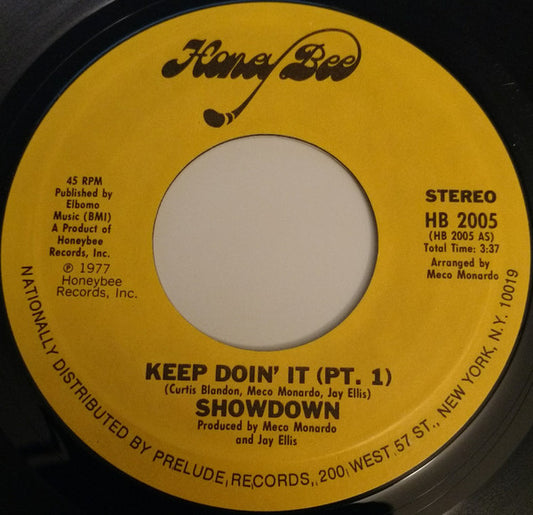 Honey Bee
45 RPM
Published by
Elbomo
Music (BMI)
A Product of
Honeybee
Records, Inc.
℗ 1977
Honeybee
Records, Inc.
STEREO
HB 2005
(HB 2005 AS)
Total Time: 3:37
Arranged by
Meco Monardo
KEEP DOIN' IT (PT. 1)
(Curtis Blandon, Meco Monardo, Jay Ellis)
SHOWDOWN
Produced by Meco Monardo
and Jay Ellis
NATIONALLY DISTRIBUTED BY PRELUDE, RECORDS, 200 WEST 57 ST., NEW YORK, N.Y. 10019